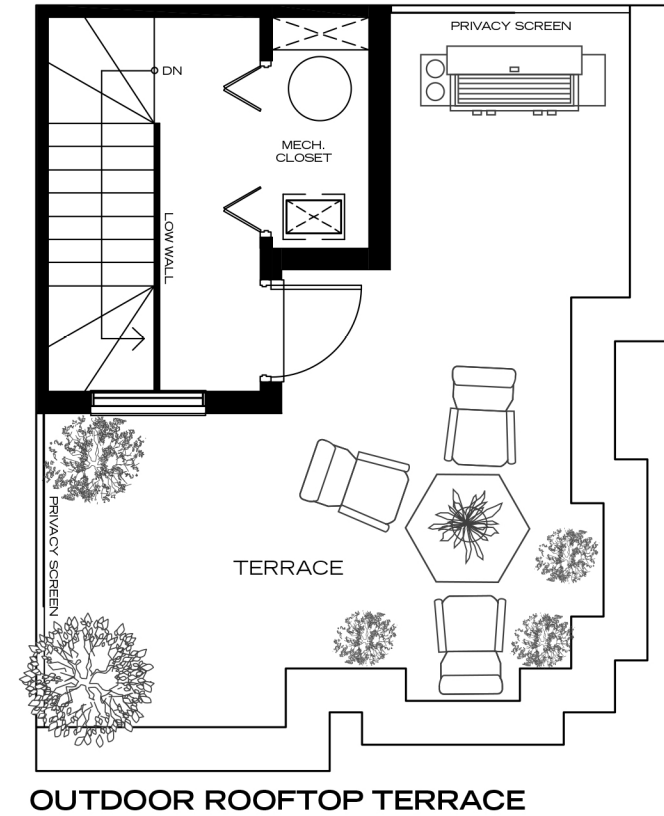 PRIVACY SCREEN
DN
MECH.
CLOSET
LOW WALL
PRIVACY SCREEN
TERRACE
OUTDOOR ROOFTOP TERRACE